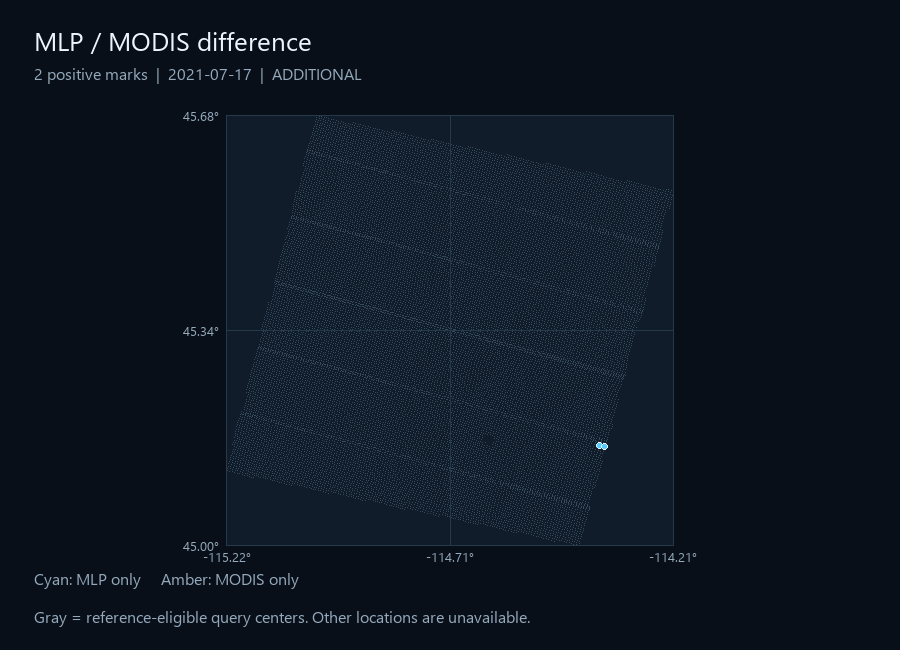 MLP / MODIS difference
2 positive marks | 2021-07-17 | ADDITIONAL
45.68°
45.34°
45.00°
-115.22° -114.71° -114.21°
Cyan: MLP only Amber: MODIS only
Gray = reference-eligible query centers. Other locations are unavailable.